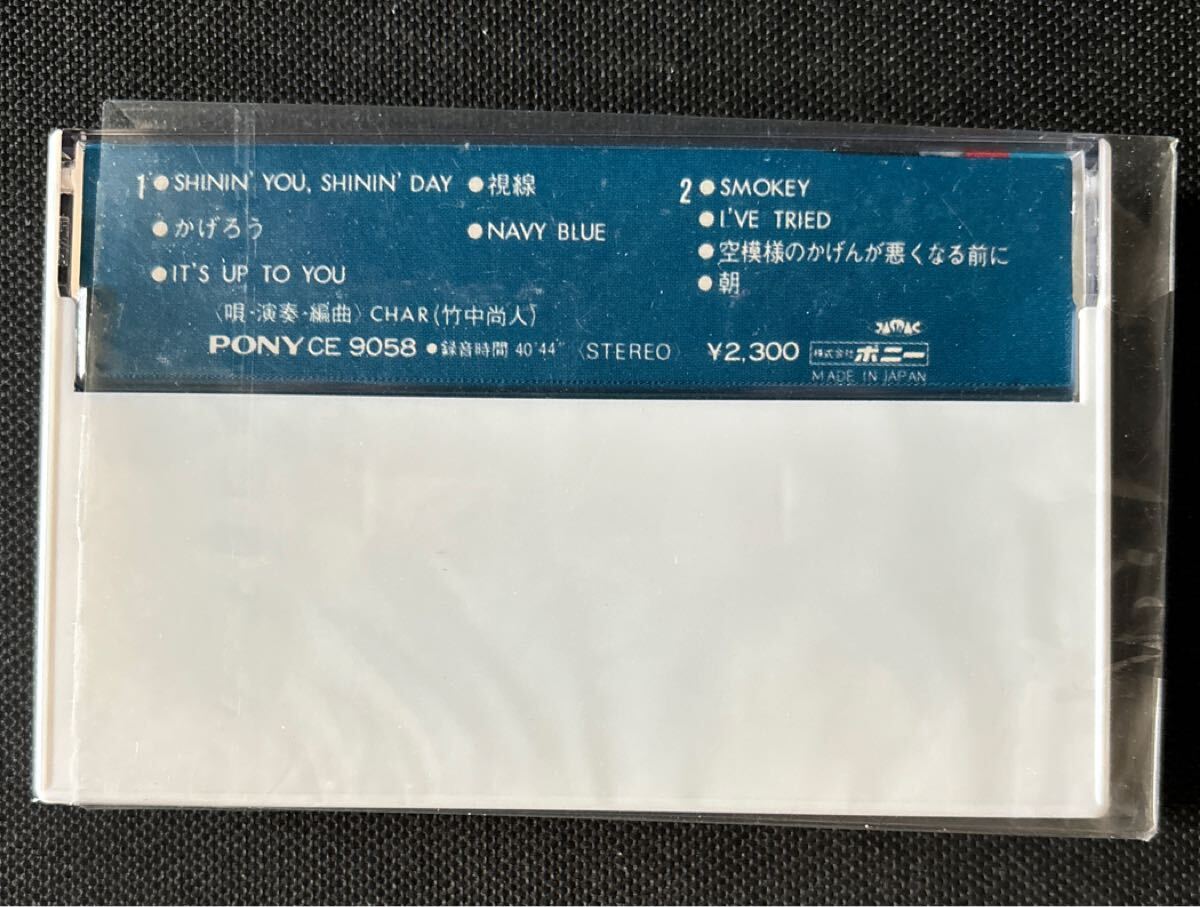 1 ●SHININ' YOU, SHININ' DAY ●視線
●かげろう ●NAVY BLUE
●IT'S UP TO YOU
2 ●SMOKEY
●I'VE TRIED
●空模様のかげんが悪くなる前に
●朝
〈唄・演奏・編曲〉CHAR(竹中尚人)
PONY CE 9058 ●録音時間 40'44" 〈STEREO〉 ¥2,300 株式会社ポニー
MADE IN JAPAN